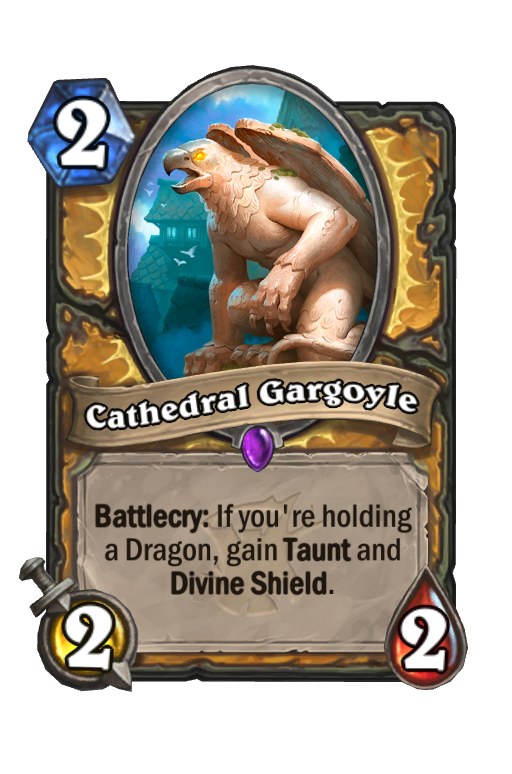 2
Cathedral Gargoyle
Battlecry: If you're holding
a Dragon, gain Taunt and
Divine Shield.
2
2